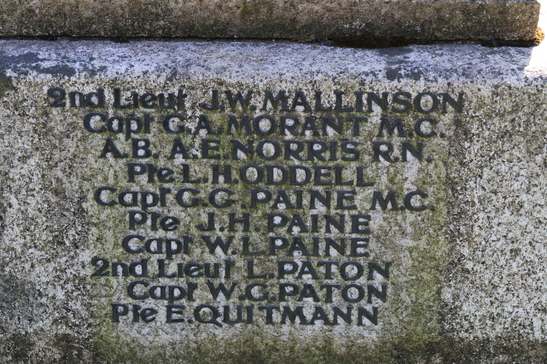 2nd Lieut J.W. MALLINSON
Capt G.A. MORANT M.C.
A.B. A.E. NORRIS R.N.
Pte L.H. ODDELL
Capt G.G. PAINE M.C.
Pte J.H. PAINE
Capt W.L. PAINE
2nd Lieut L. PATON
Capt W.G. PATON
Pte E. QUITMANN